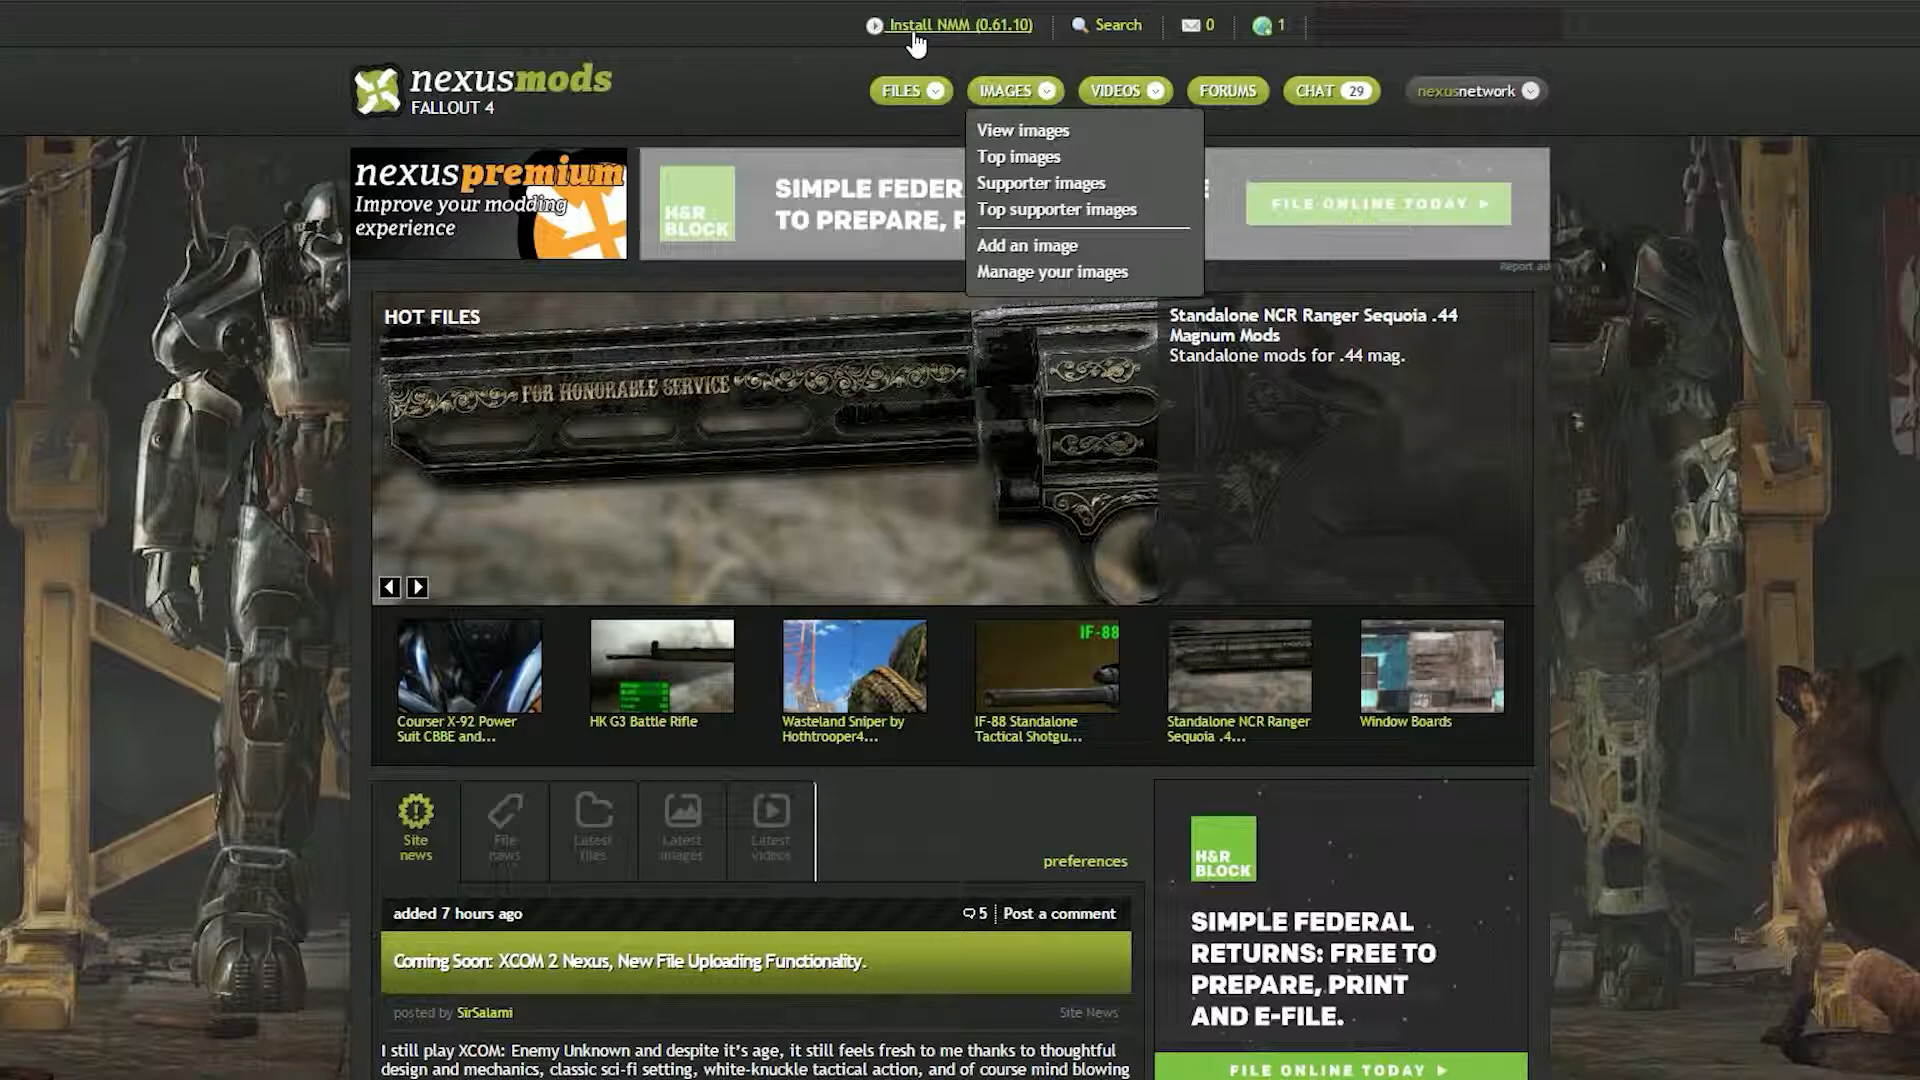 Install NMM (0.61.10)
Search
0
1
nexusmods
FALLOUT 4
FILES
IMAGES
VIDEOS
FORUMS
CHAT 29
nexusnetwork
View images
Top images
Supporter images
Top supporter images
Add an image
Manage your images
nexuspremium
Improve your modding
experience
H&R
BLOCK
SIMPLE FEDER
TO PREPARE, P
FILE ONLINE TODAY
Report ad
HOT FILES
FOR HONORABLE SERVICE
Standalone NCR Ranger Sequoia .44
Magnum Mods
Standalone mods for .44 mag.
IF-88
Courser X-92 Power
Suit CBBE and...
HK G3 Battle Rifle
Wasteland Sniper by
Hothtrooper4...
IF-88 Standalone
Tactical Shotgu...
Standalone NCR Ranger
Sequoia .4...
Window Boards
Site
news
File
news
Latest
files
Latest
images
Latest
videos
preferences
added 7 hours ago
5
Post a comment
Coming Soon: XCOM 2 Nexus, New File Uploading Functionality.
posted by SirSalami
Site News
I still play XCOM: Enemy Unknown and despite it's age, it still feels fresh to me thanks to thoughtful
design and mechanics, classic sci-fi setting, white-knuckle tactical action, and of course mind blowing
H&R
BLOCK
SIMPLE FEDERAL
RETURNS: FREE TO
PREPARE, PRINT
AND E-FILE.
FILE ONLINE TODAY